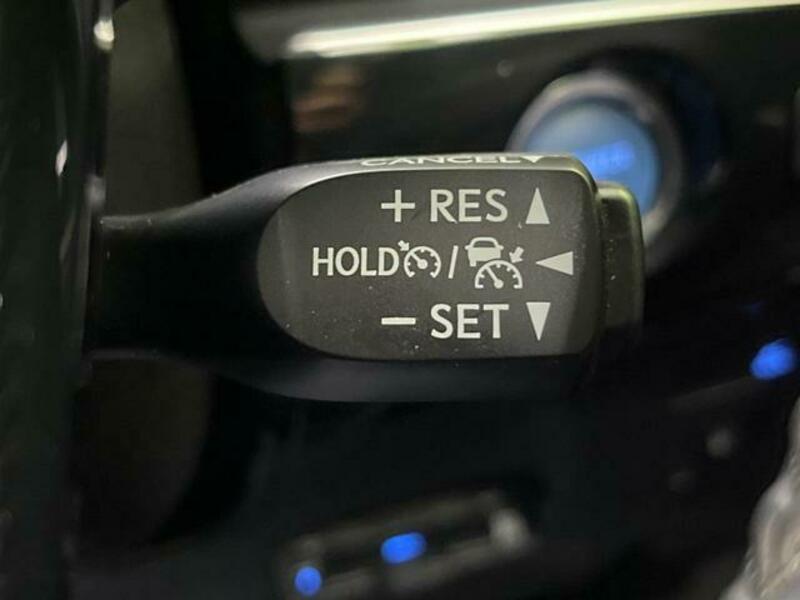 CANCEL▼
+ RES ▲
HOLD / ◀
− SET ▼